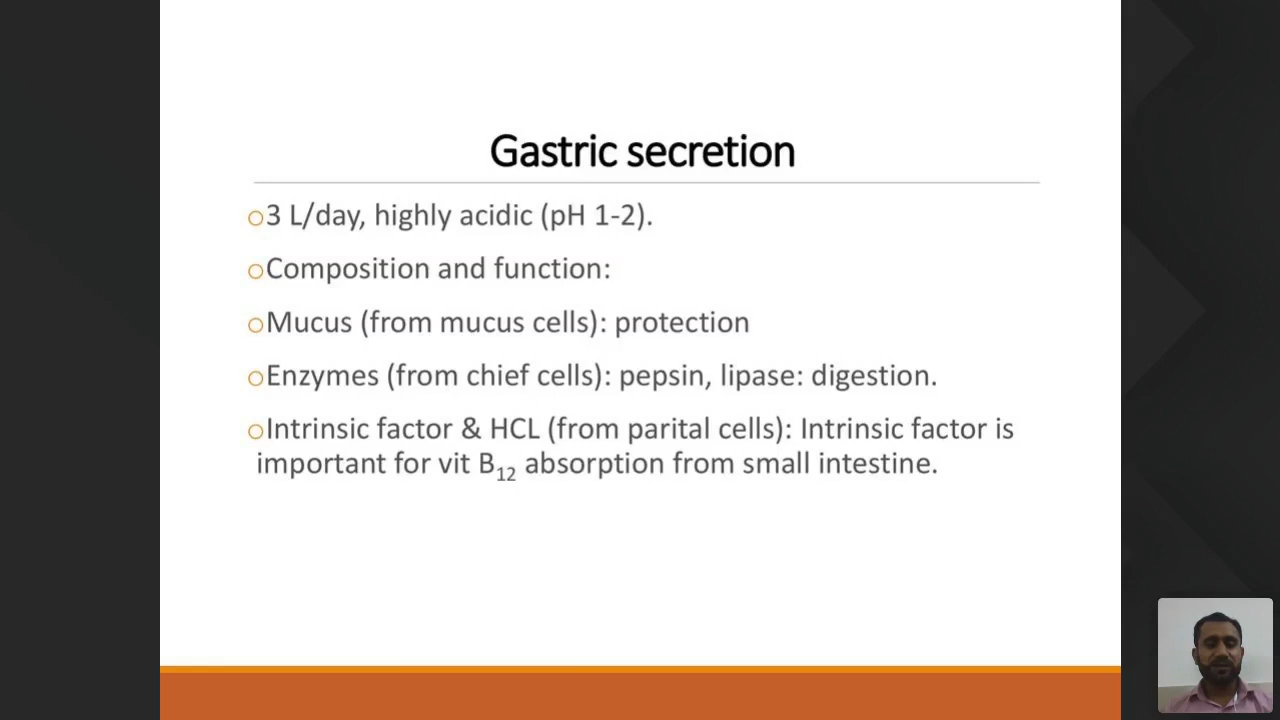 Gastric secretion
3 L/day, highly acidic (pH 1-2).
Composition and function:
Mucus (from mucus cells): protection
Enzymes (from chief cells): pepsin, lipase: digestion.
Intrinsic factor & HCL (from parital cells): Intrinsic factor is
important for vit B12 absorption from small intestine.